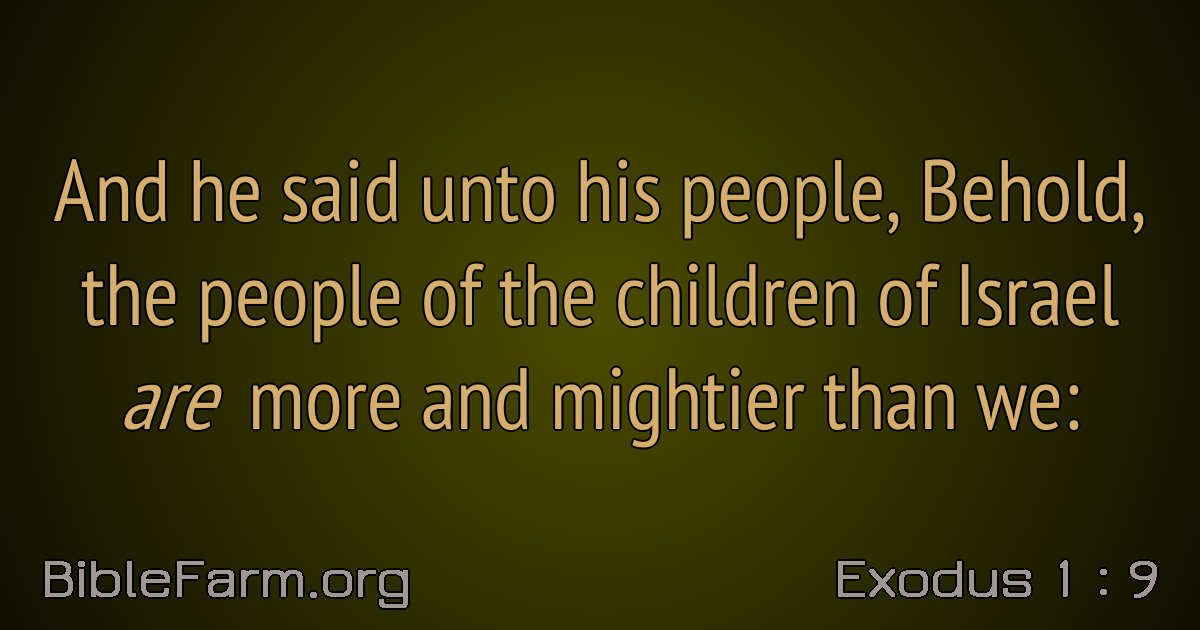 And he said unto his people, Behold,
the people of the children of Israel
are more and mightier than we:
BibleFarm.org
Exodus 1 : 9